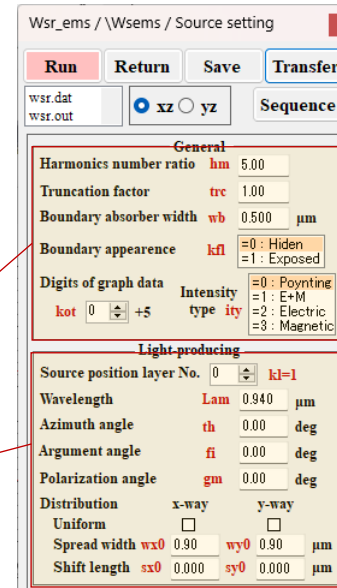 Wsr_ems / \Wsems / Source setting
Run Return Save Transfer
wsr.dat
wsr.out
xz yz Sequence
General
Harmonics number ratio hm 5.00
Truncation factor trc 1.00
Boundary absorber width wb 0.500 μm
Boundary appearence kfl
=0 : Hiden
=1 : Exposed
Digits of graph data
kot 0 +5
Intensity
type ity
=0 : Poynting
=1 : E+M
=2 : Electric
=3 : Magnetic
Light-producing
Source position layer No. 0 kl=1
Wavelength Lam 0.940 μm
Azimuth angle th 0.00 deg
Argument angle fi 0.00 deg
Polarization angle gm 0.00 deg
Distribution x-way y-way
Uniform
Spread width wx0 0.90 wy0 0.90 μm
Shift length sx0 0.000 sy0 0.000 μm